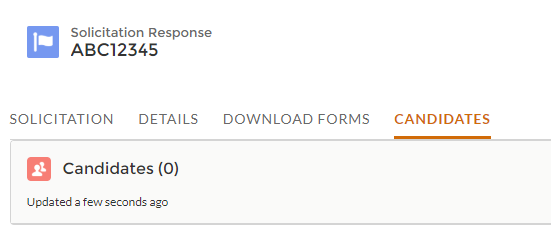 Solicitation Response
ABC12345
SOLICITATION DETAILS DOWNLOAD FORMS CANDIDATES
Candidates (0)
Updated a few seconds ago